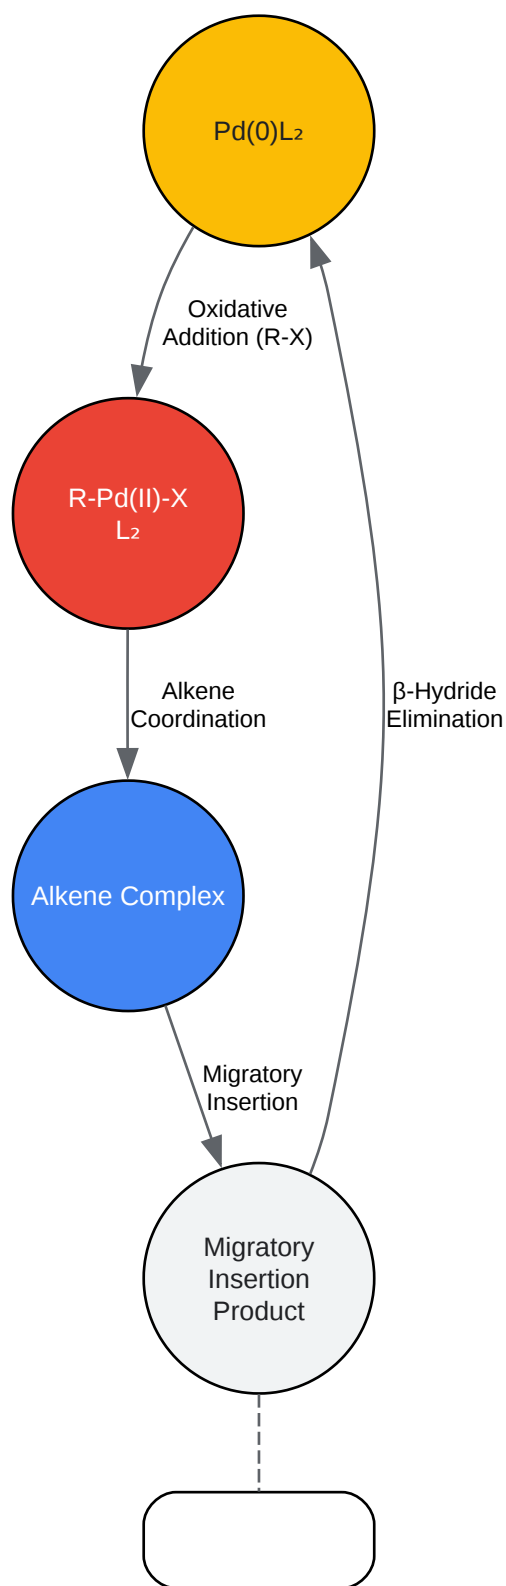 Pd(0)L₂
Oxidative
Addition (R-X)
R-Pd(II)-X
L₂
Alkene
Coordination
β-Hydride
Elimination
Alkene Complex
Migratory
Insertion
Migratory
Insertion
Product